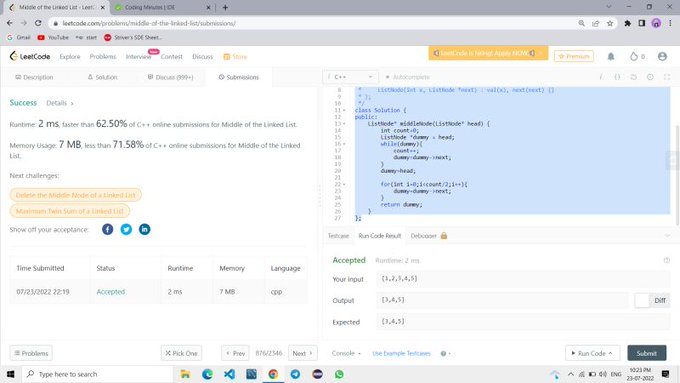 Middle of the Linked List - Leet
Coding Minutes | IDE
leetcode.com/problems/middle-of-the-linked-list/submissions/
Gmail
YouTube
start
Striver's SDE Sheet...
LeetCode
Explore
Problems
Interview
New
Contest
Discuss
Store
LeetCode is hiring! Apply NOW.
Premium
0
Description
Solution
Discuss (999+)
Submissions
C++
Autocomplete
Success
Details >
Runtime: 2 ms, faster than 62.50% of C++ online submissions for Middle of the Linked List.
Memory Usage: 7 MB, less than 71.58% of C++ online submissions for Middle of the Linked
List.
Next challenges:
Delete the Middle Node of a Linked List
Maximum Twin Sum of a Linked List
Show off your acceptance:
Time Submitted
Status
Runtime
Memory
Language
07/23/2022 22:19
Accepted
2 ms
7 MB
cpp
8 * ListNode(int x, ListNode *next) : val(x), next(next) {}
9 * };
10 */
11 class Solution {
12 public:
13 ListNode* middleNode(ListNode* head) {
14 int count=0;
15 ListNode *dummy = head;
16 while(dummy){
17 count++;
18 dummy=dummy->next;
19 }
20 dummy=head;
21
22 for(int i=0;i<count/2;i++){
23 dummy=dummy->next;
24 }
25 return dummy;
26 }
27 };
Testcase
Run Code Result
Debugger
Accepted
Runtime: 2 ms
Your input
[1,2,3,4,5]
Output
[3,4,5]
Diff
Expected
[3,4,5]
Problems
Pick One
< Prev
876/2346
Next >
Console
Use Example Testcases
Run Code
Submit
Type here to search
ENG
10:23 PM
23-07-2022